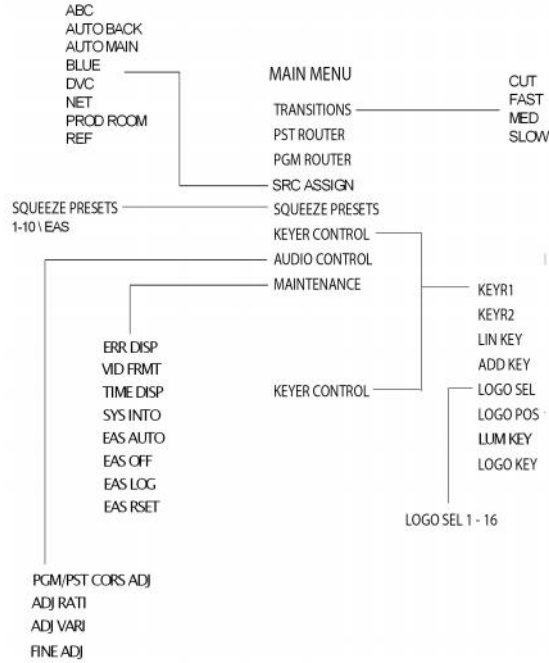 ABC
AUTO BACK
AUTO MAIN
BLUE
DVC
NET
PROD ROOM
REF
MAIN MENU
TRANSITIONS
PST ROUTER
PGM ROUTER
SRC ASSIGN
SQUEEZE PRESETS
KEYER CONTROL
AUDIO CONTROL
MAINTENANCE
KEYER CONTROL
CUT
FAST
MED
SLOW
SQUEEZE PRESETS
1-10 \ EAS
KEYR1
KEYR2
LIN KEY
ADD KEY
LOGO SEL
LOGO POS
LUM KEY
LOGO KEY
LOGO SEL 1 - 16
ERR DISP
VID FRMT
TIME DISP
SYS INTO
EAS AUTO
EAS OFF
EAS LOG
EAS RSET
PGM/PST CORS ADJ
ADJ RATI
ADJ VARI
FINE ADJ